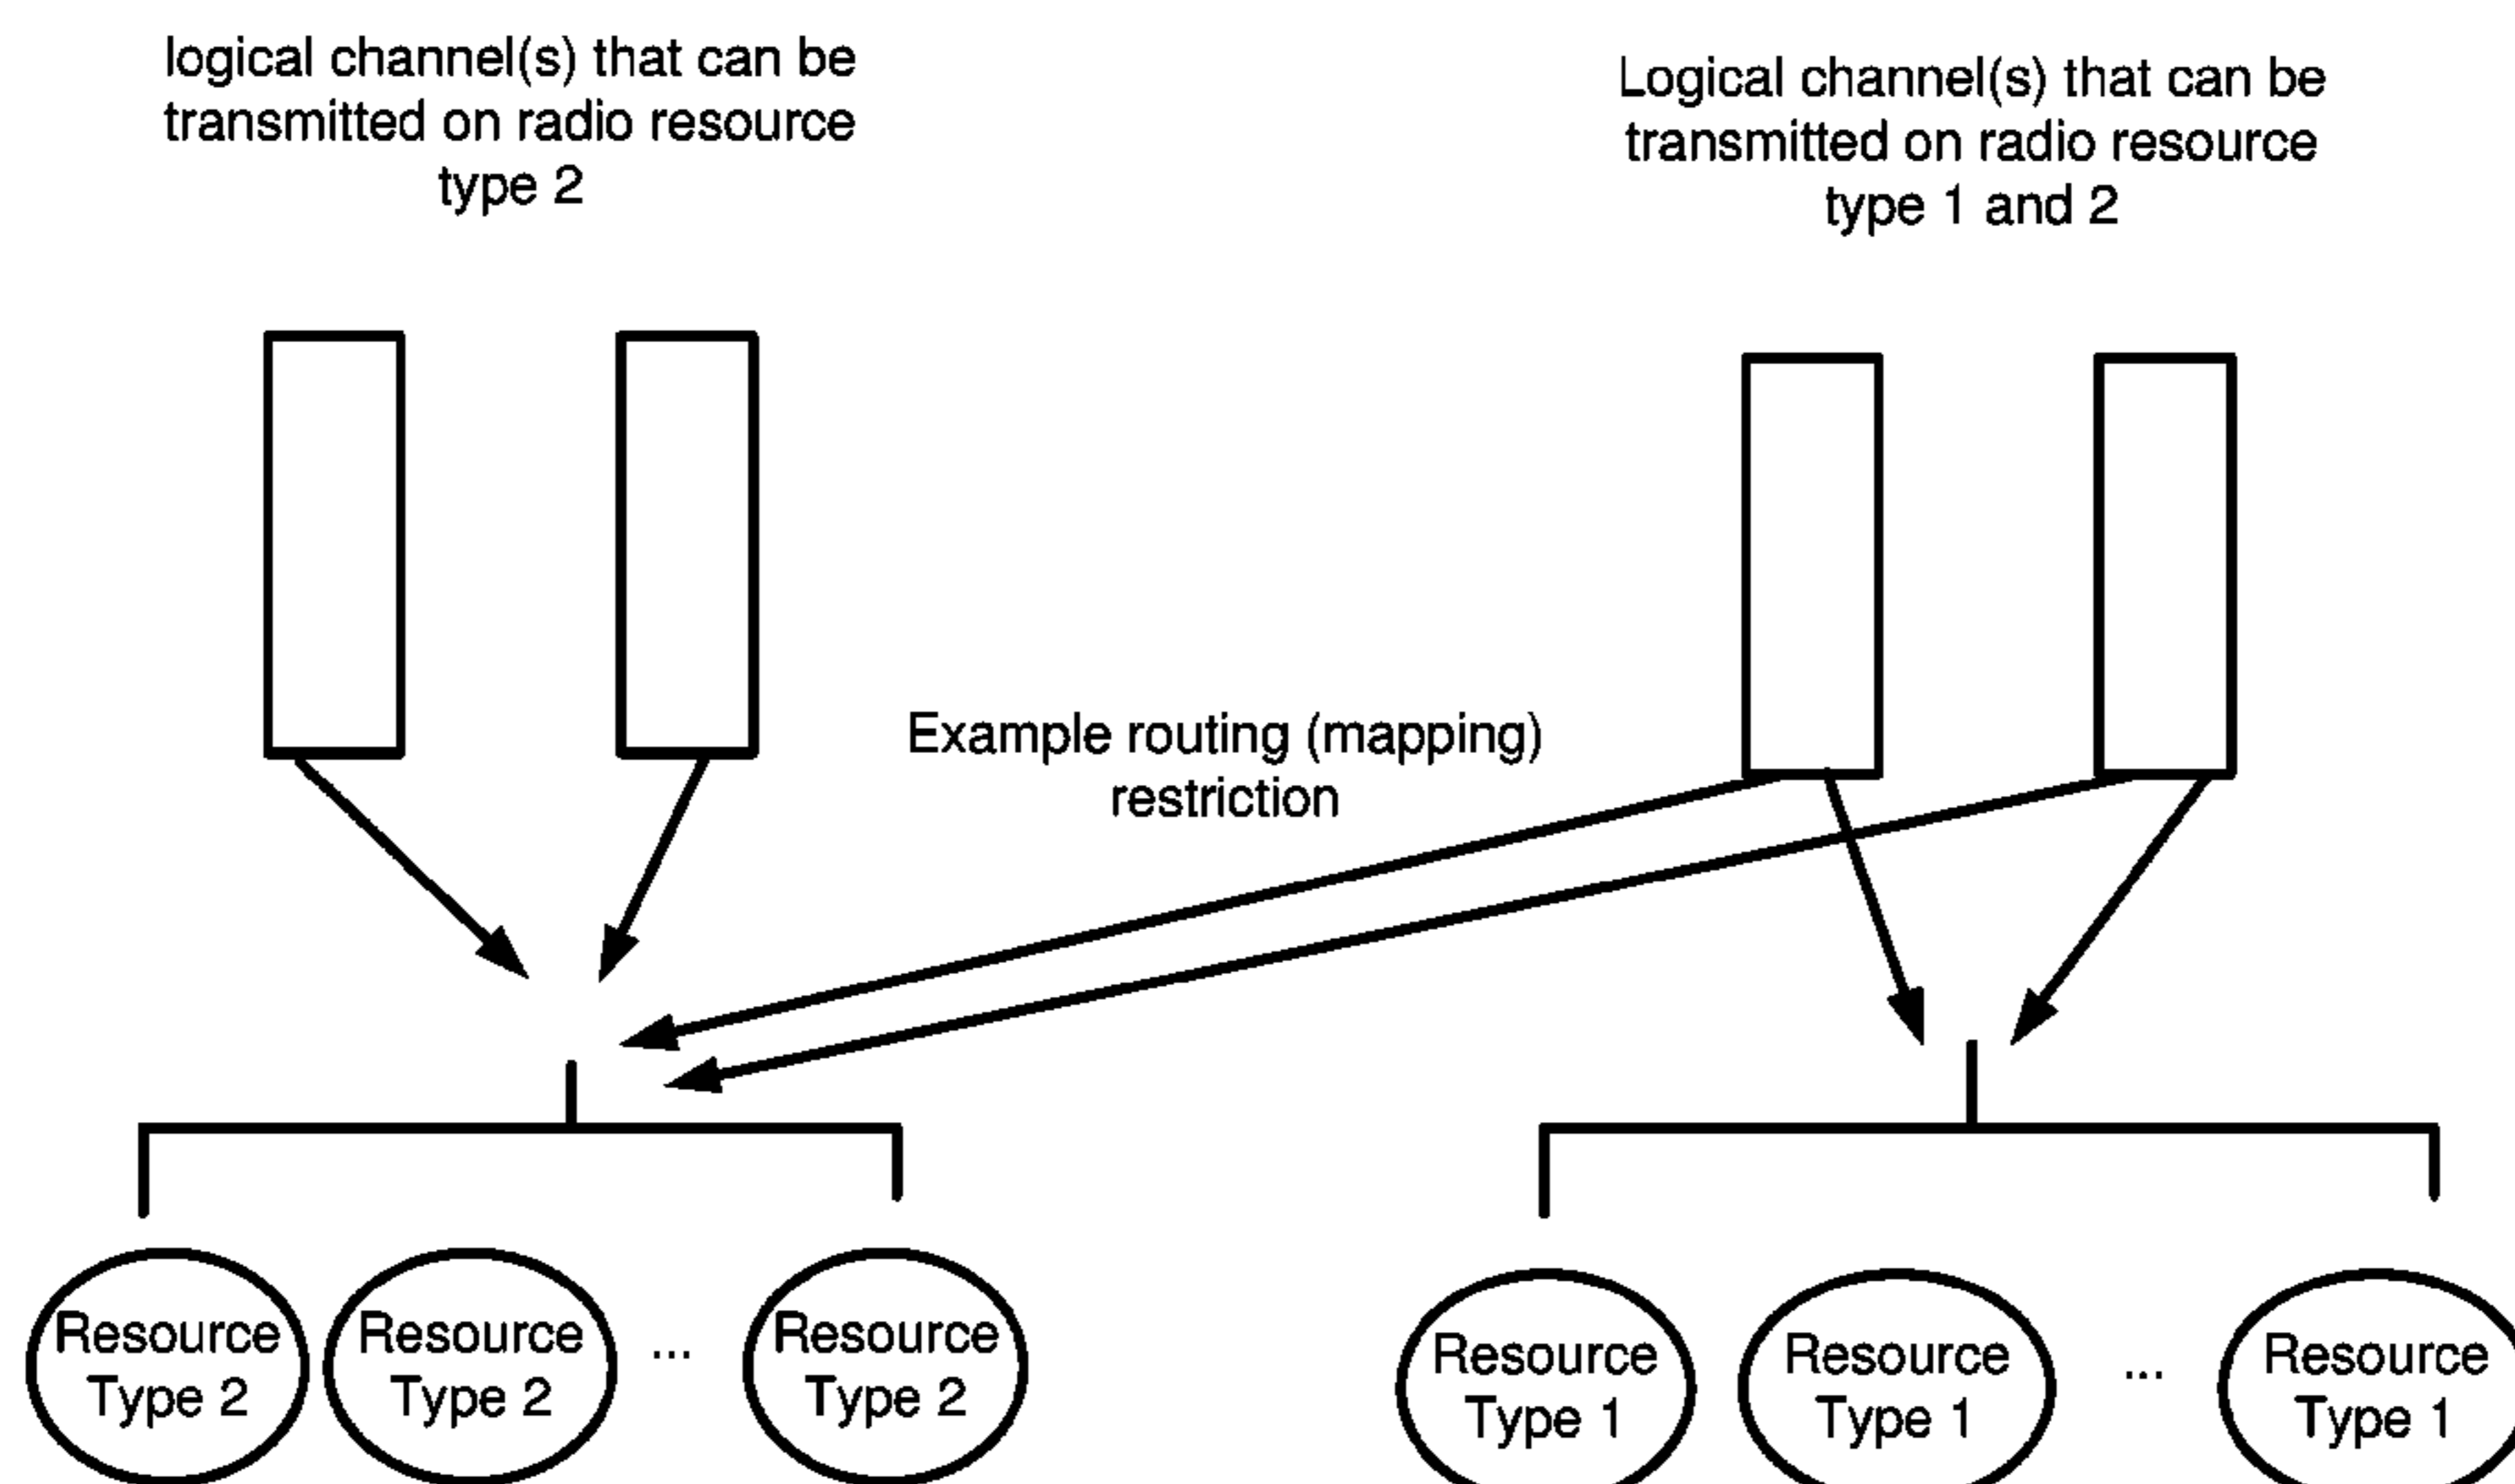 logical channel(s) that can be
transmitted on radio resource
type 2
Logical channel(s) that can be
transmitted on radio resource
type 1 and 2
Example routing (mapping)
restriction
Resource
Type 2
Resource
Type 2
...
Resource
Type 2
Resource
Type 1
Resource
Type 1
...
Resource
Type 1